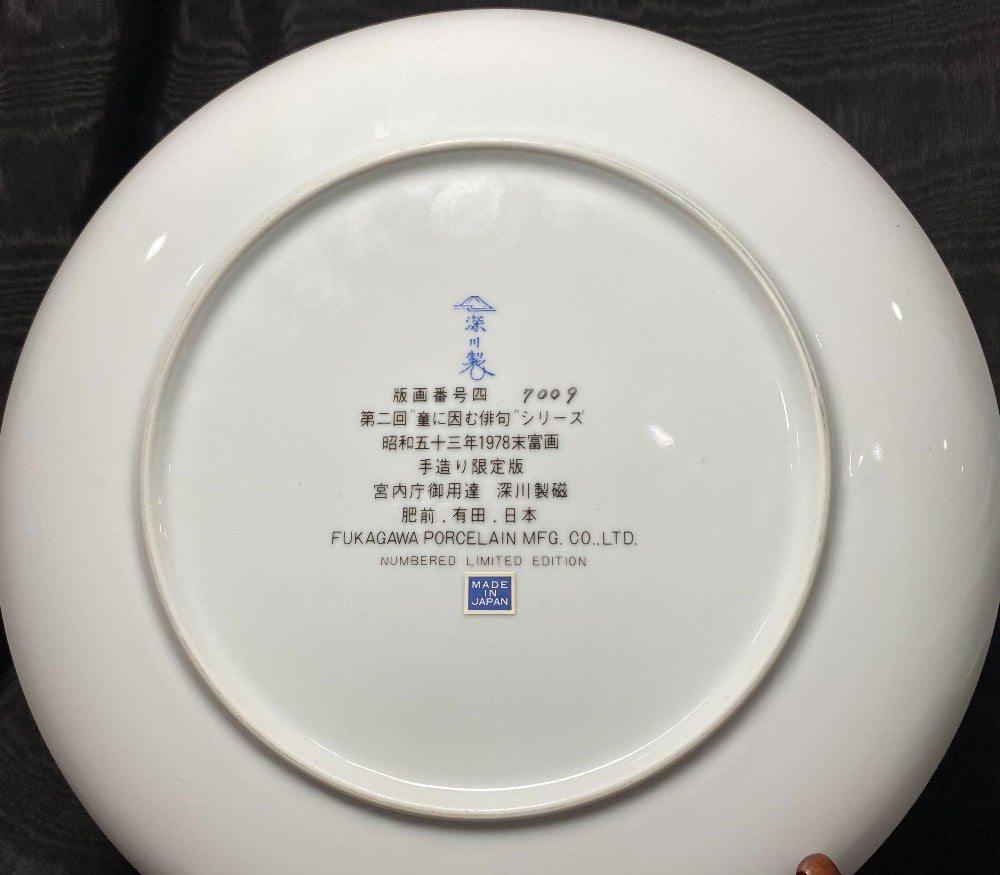 深
川
製
版画番号四 7009
第二回"童に因む俳句"シリーズ
昭和五十三年1978末富画
手造り限定版
宮内庁御用達 深川製磁
肥前．有田．日本
FUKAGAWA PORCELAIN MFG. CO.,LTD.
NUMBERED LIMITED EDITION
MADE
IN
JAPAN